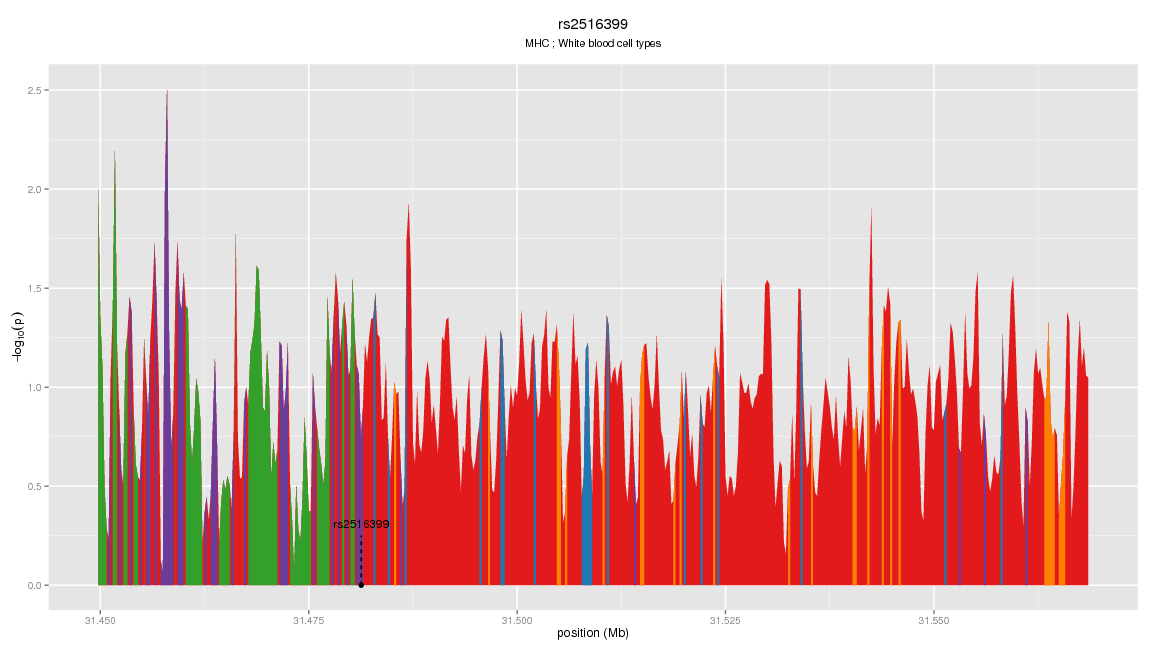 rs2516399
MHC ; White blood cell types
2.5
2.0
1.5
1.0
0.5
0.0
−log10(p)
rs2516399
31.450
31.475
31.500
31.525
31.550
position (Mb)